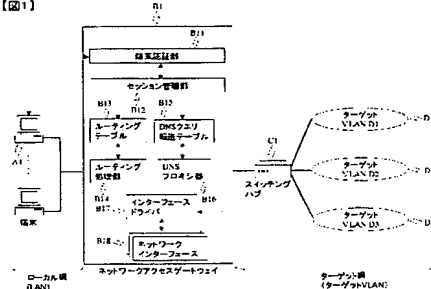 【図1】
B1
B11
端末認証部
セッション管理部
B13
B12
B15
ルーティング
テーブル
DNSクエリ
転送テーブル
ルーティング
処理部
DNS
プロキシ部
B14
B17
B16
インターフェース
ドライバ
B18
ネットワーク
インターフェース
A1
端末
C1
スイッチング
ハブ
ターゲット
VLAN D1
D
ターゲット
VLAN D2
D
ターゲット
VLAN D3
D
ローカル網
(LAN)
ネットワークアクセスゲートウェイ
ターゲット網
(ターゲットVLAN)